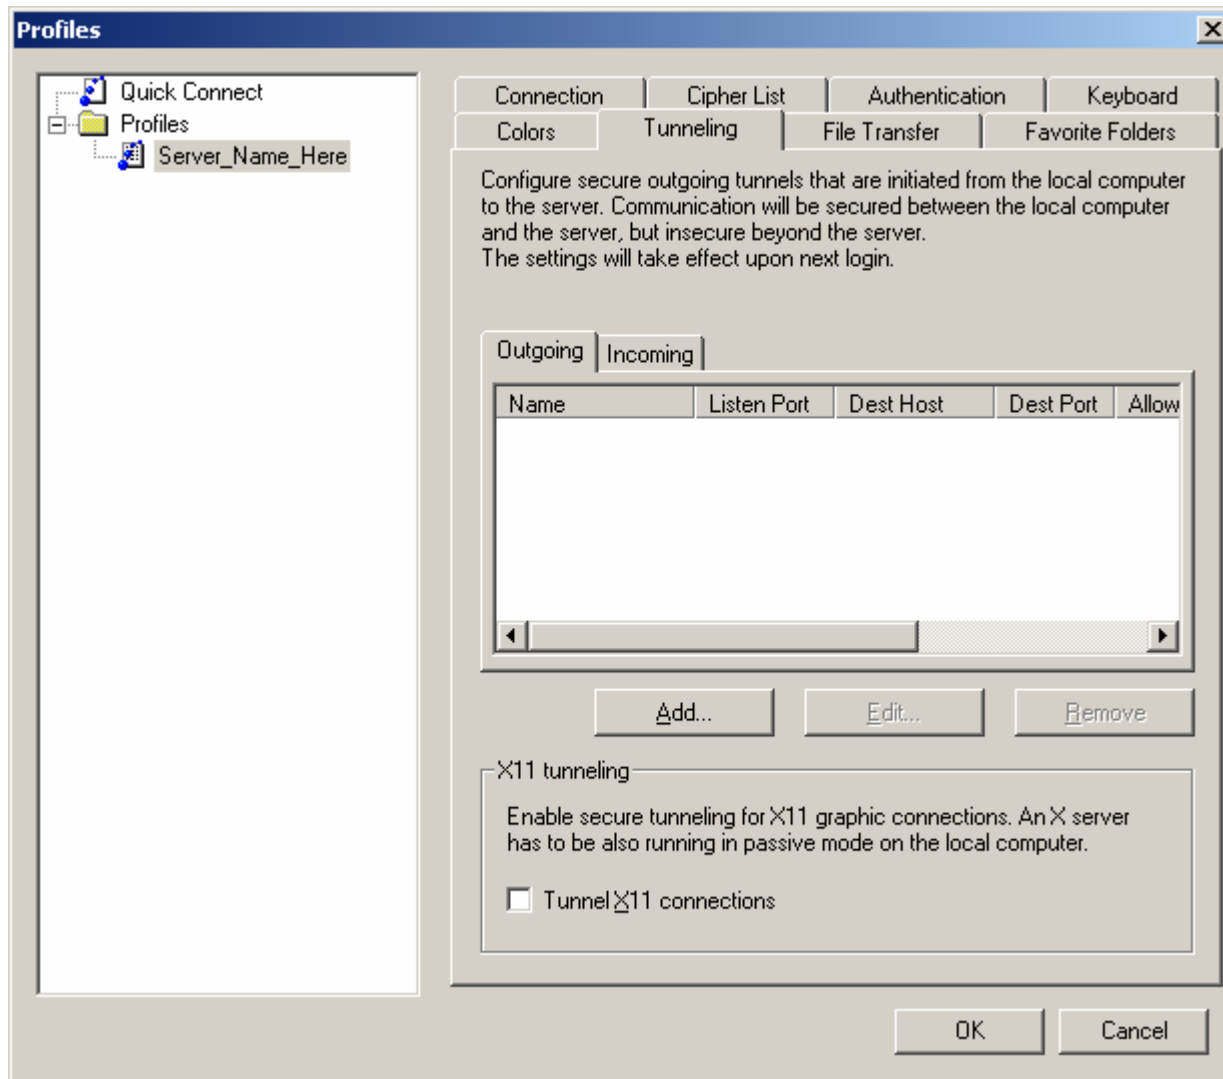 Profiles
Quick Connect
Profiles
Server_Name_Here
Connection Cipher List Authentication Keyboard
Colors Tunneling File Transfer Favorite Folders
Configure secure outgoing tunnels that are initiated from the local computer
to the server. Communication will be secured between the local computer
and the server, but insecure beyond the server.
The settings will take effect upon next login.
Outgoing Incoming
Name Listen Port Dest Host Dest Port Allow
Add... Edit... Remove
X11 tunneling
Enable secure tunneling for X11 graphic connections. An X server
has to be also running in passive mode on the local computer.
Tunnel X11 connections
OK Cancel